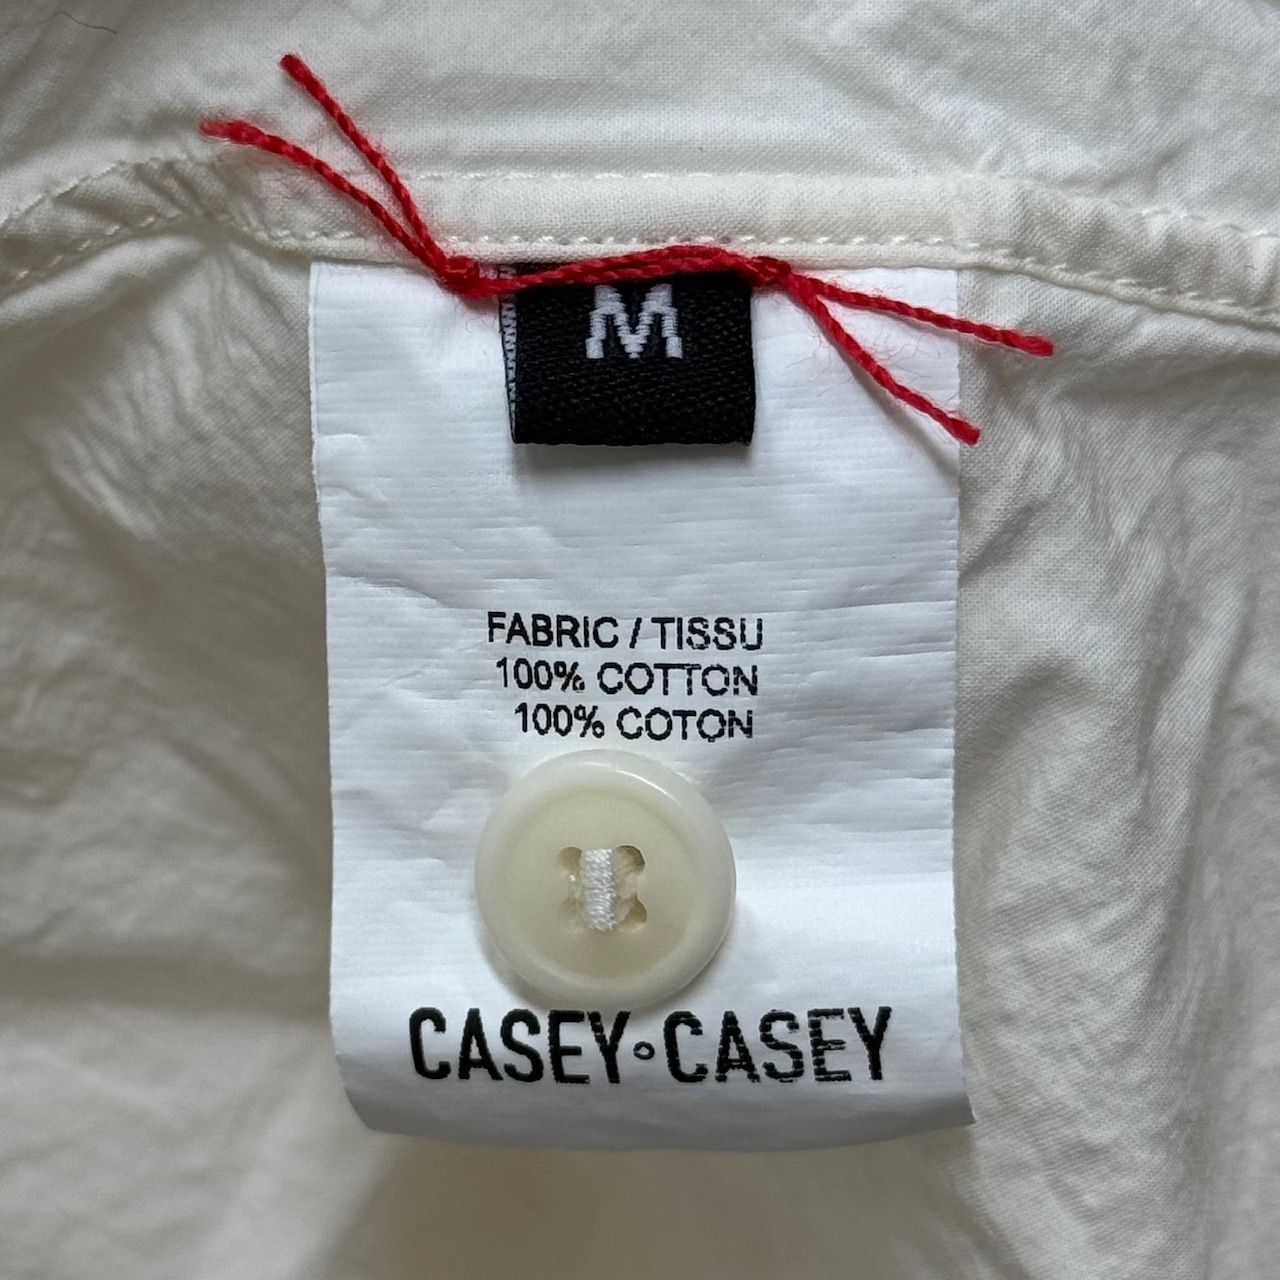 M
FABRIC / TISSU
100% COTTON
100% COTON
CASEY∘CASEY